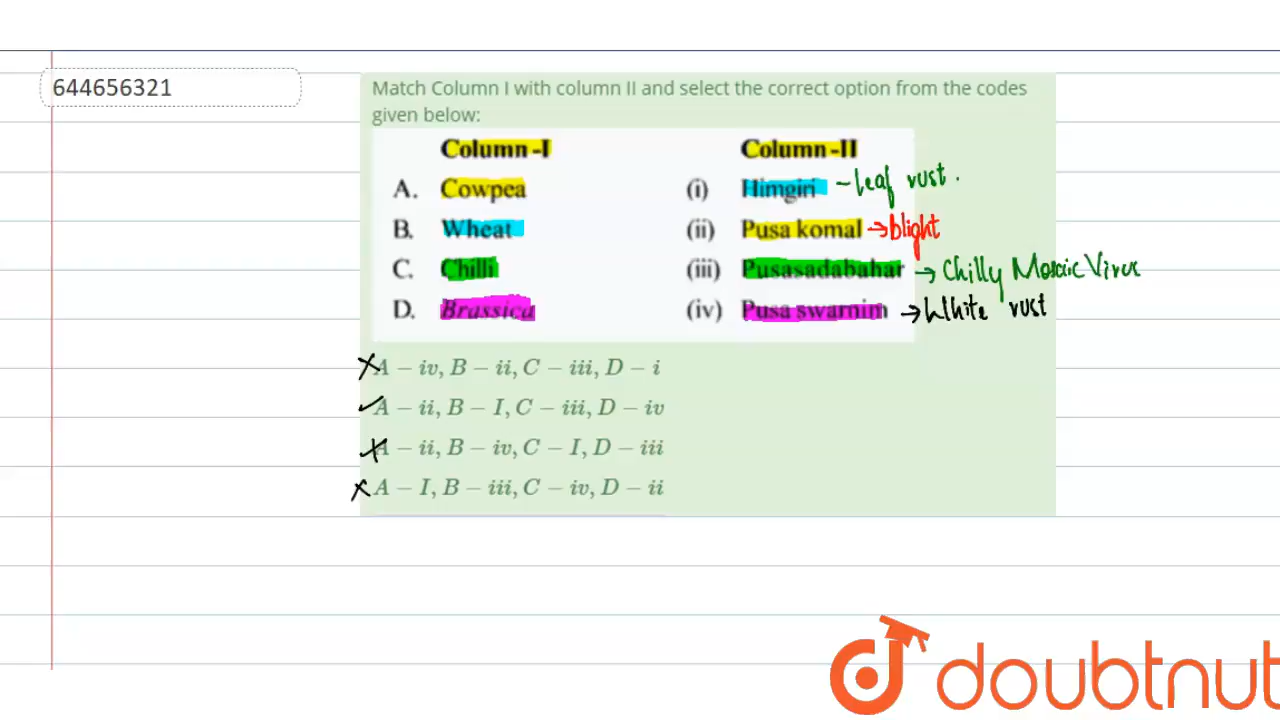 644656321
Match Column I with column II and select the correct option from the codes
given below:
Column -I Column -II
A. Cowpea (i) Himgiri - leaf rust.
B. Wheat (ii) Pusa komal → blight
C. Chilli (iii) Pusasadabahar → Chilly Mosaic Virus
D. Brassica (iv) Pusa swarnim → White rust
A − iv, B − ii, C − iii, D − i
A − ii, B − I, C − iii, D − iv
A − ii, B − iv, C − I, D − iii
A − I, B − iii, C − iv, D − ii
doubtnut